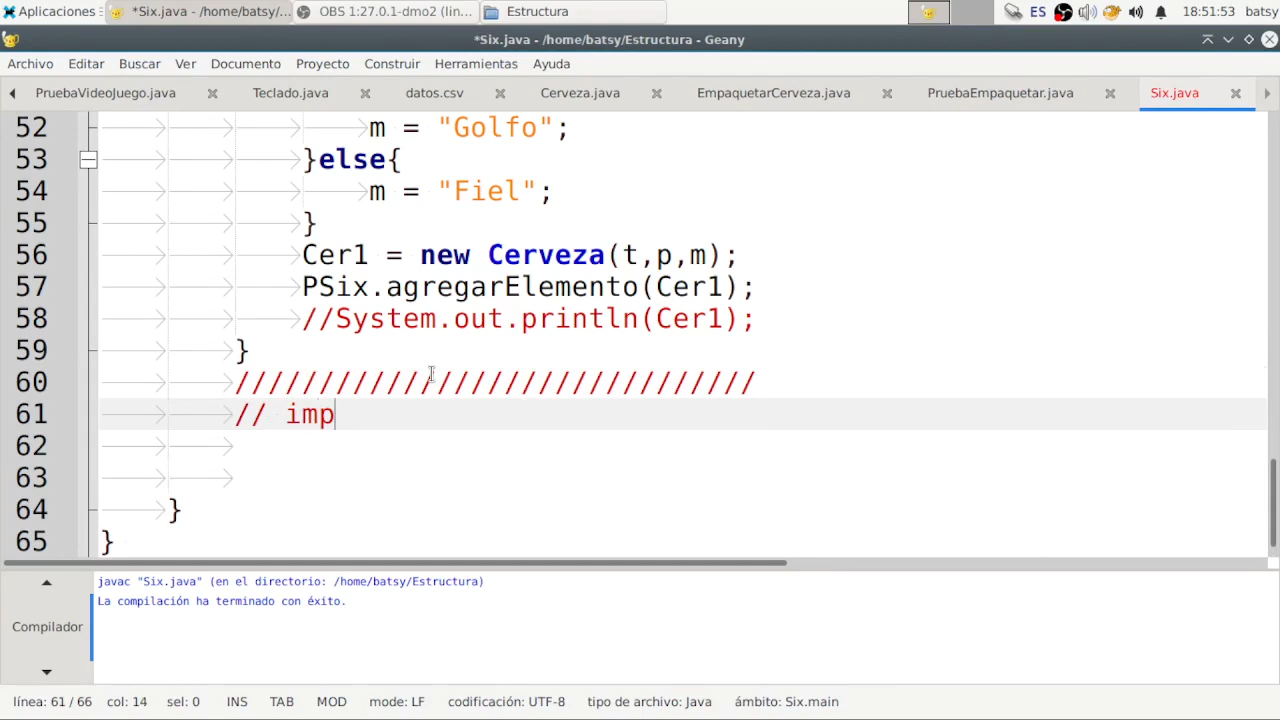 Aplicaciones *Six.java - /home/batsy/... OBS 1:27.0.1-dmo2 (lin... Estructura ES 18:51:53 batsy
*Six.java - /home/batsy/Estructura - Geany
Archivo Editar Buscar Ver Documento Proyecto Construir Herramientas Ayuda
PruebaVideoJuego.java Teclado.java datos.csv Cerveza.java EmpaquetarCerveza.java PruebaEmpaquetar.java Six.java
52 m = "Golfo";
53 }else{
54 m = "Fiel";
55 }
56 Cer1 = new Cerveza(t,p,m);
57 PSix.agregarElemento(Cer1);
58 //System.out.println(Cer1);
59 }
60 ///////////////////////////////
61 // imp
62
63
64 }
65 }
javac "Six.java" (en el directorio: /home/batsy/Estructura)
La compilación ha terminado con éxito.
Compilador
línea: 61 / 66 col: 14 sel: 0 INS TAB MOD mode: LF codificación: UTF-8 tipo de archivo: Java ámbito: Six.main